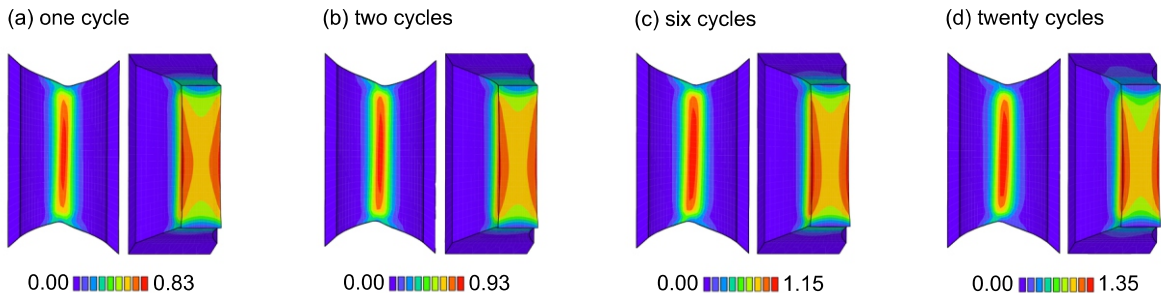 (a) one cycle
(b) two cycles
(c) six cycles
(d) twenty cycles
0.00 0.83
0.00 0.93
0.00 1.15
0.00 1.35